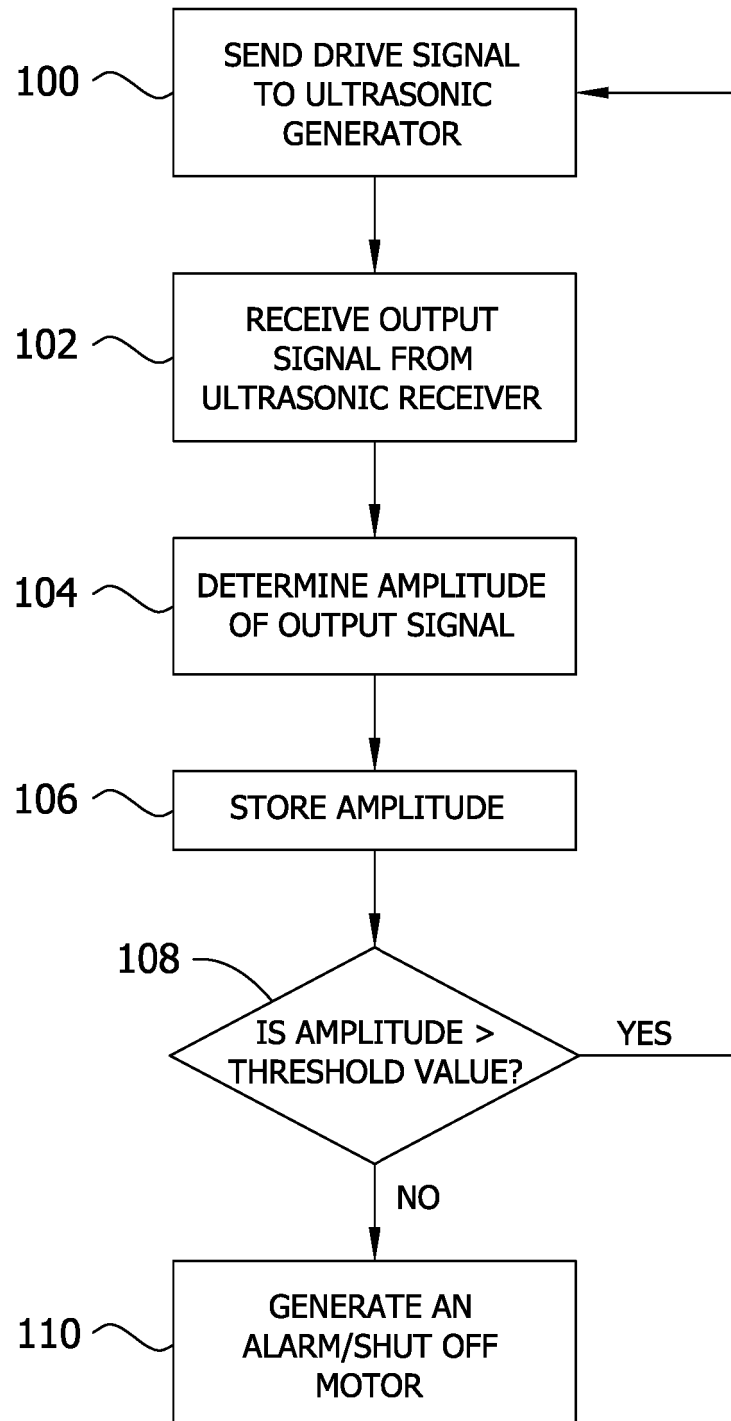 100
SEND DRIVE SIGNAL
TO ULTRASONIC
GENERATOR
102
RECEIVE OUTPUT
SIGNAL FROM
ULTRASONIC RECEIVER
104
DETERMINE AMPLITUDE
OF OUTPUT SIGNAL
106
STORE AMPLITUDE
108
IS AMPLITUDE >
THRESHOLD VALUE?
YES
NO
110
GENERATE AN
ALARM/SHUT OFF
MOTOR